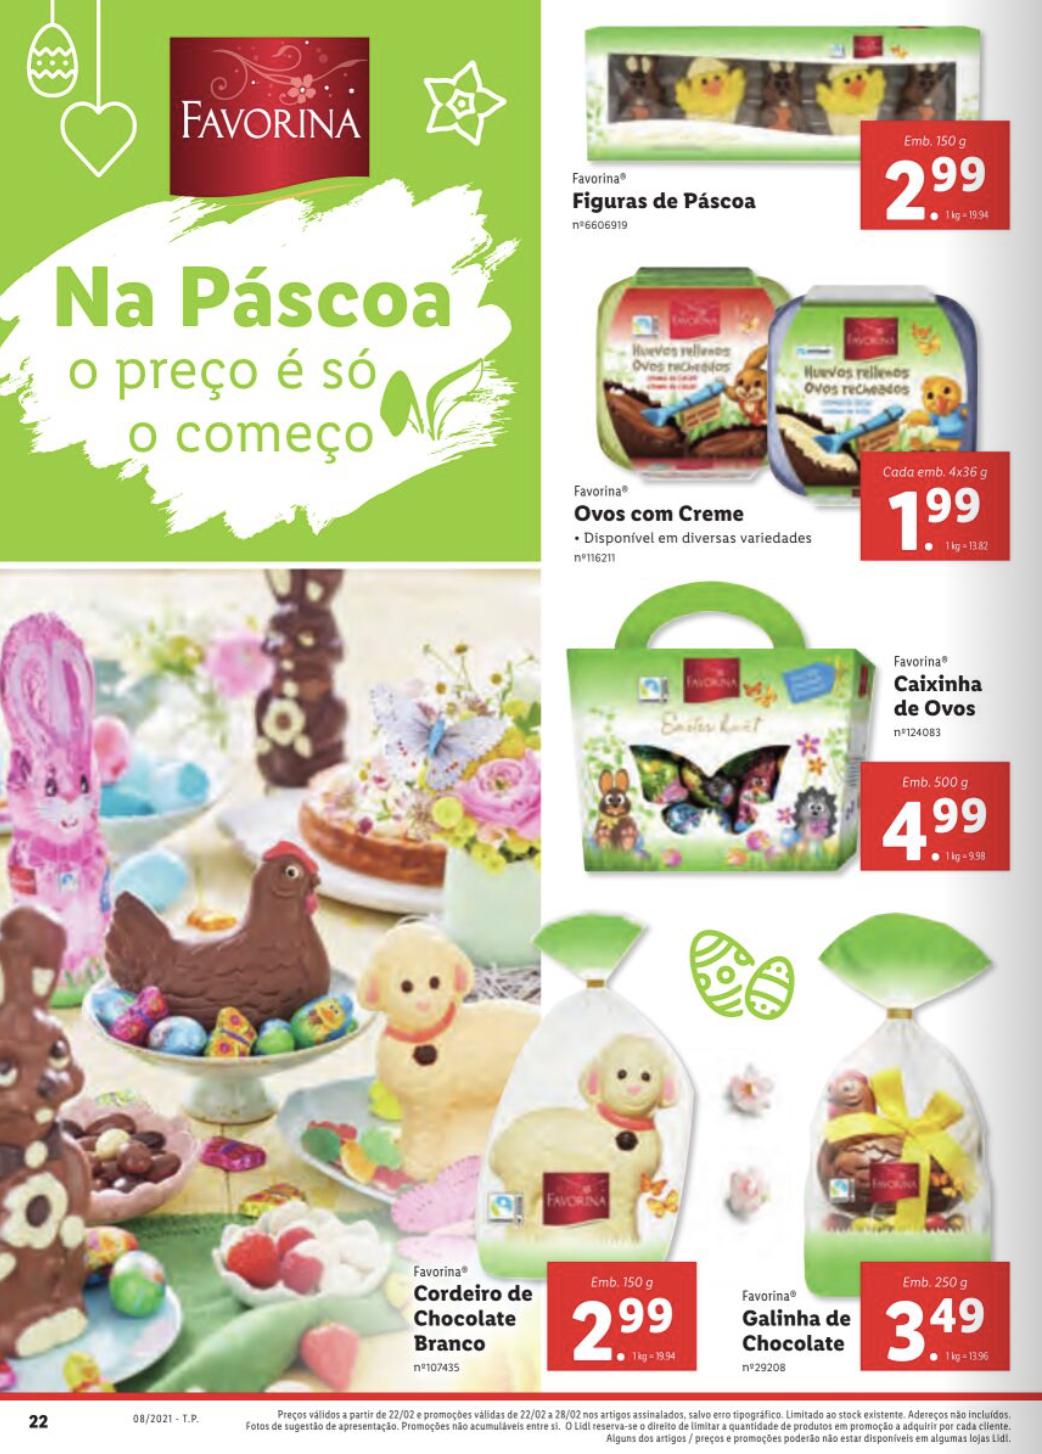 FAVORINA
Na Páscoa
o preço é só
o começo
Favorina®
Figuras de Páscoa
nº6606919
Emb. 150 g
2.99
1 kg = 19.94
FAVORINA
Huevos rellenos
Ovos recheados
FAVORINA
Huevos rellenos
Ovos recheados
Favorina®
Ovos com Creme
• Disponível em diversas variedades
nº116211
Cada emb. 4x36 g
1.99
1 kg = 13.82
FAVORINA
Easter hunt
Favorina®
Caixinha
de Ovos
nº124083
Emb. 500 g
4.99
1 kg = 9.98
FAVORINA
Favorina®
Cordeiro de
Chocolate
Branco
nº107435
Emb. 150 g
2.99
1 kg = 19.94
FAVORINA
Favorina®
Galinha de
Chocolate
nº29208
Emb. 250 g
3.49
1 kg = 13.96
22
08/2021 - T.P.
Preços válidos a partir de 22/02 e promoções válidas de 22/02 a 28/02 nos artigos assinalados, salvo erro tipográfico. Limitado ao stock existente. Adereços não incluídos.
Fotos de sugestão de apresentação. Promoções não acumuláveis entre si. O Lidl reserva-se o direito de limitar a quantidade de produtos em promoção a adquirir por cada cliente.
Alguns dos artigos / preços e promoções poderão não estar disponíveis em algumas lojas Lidl.